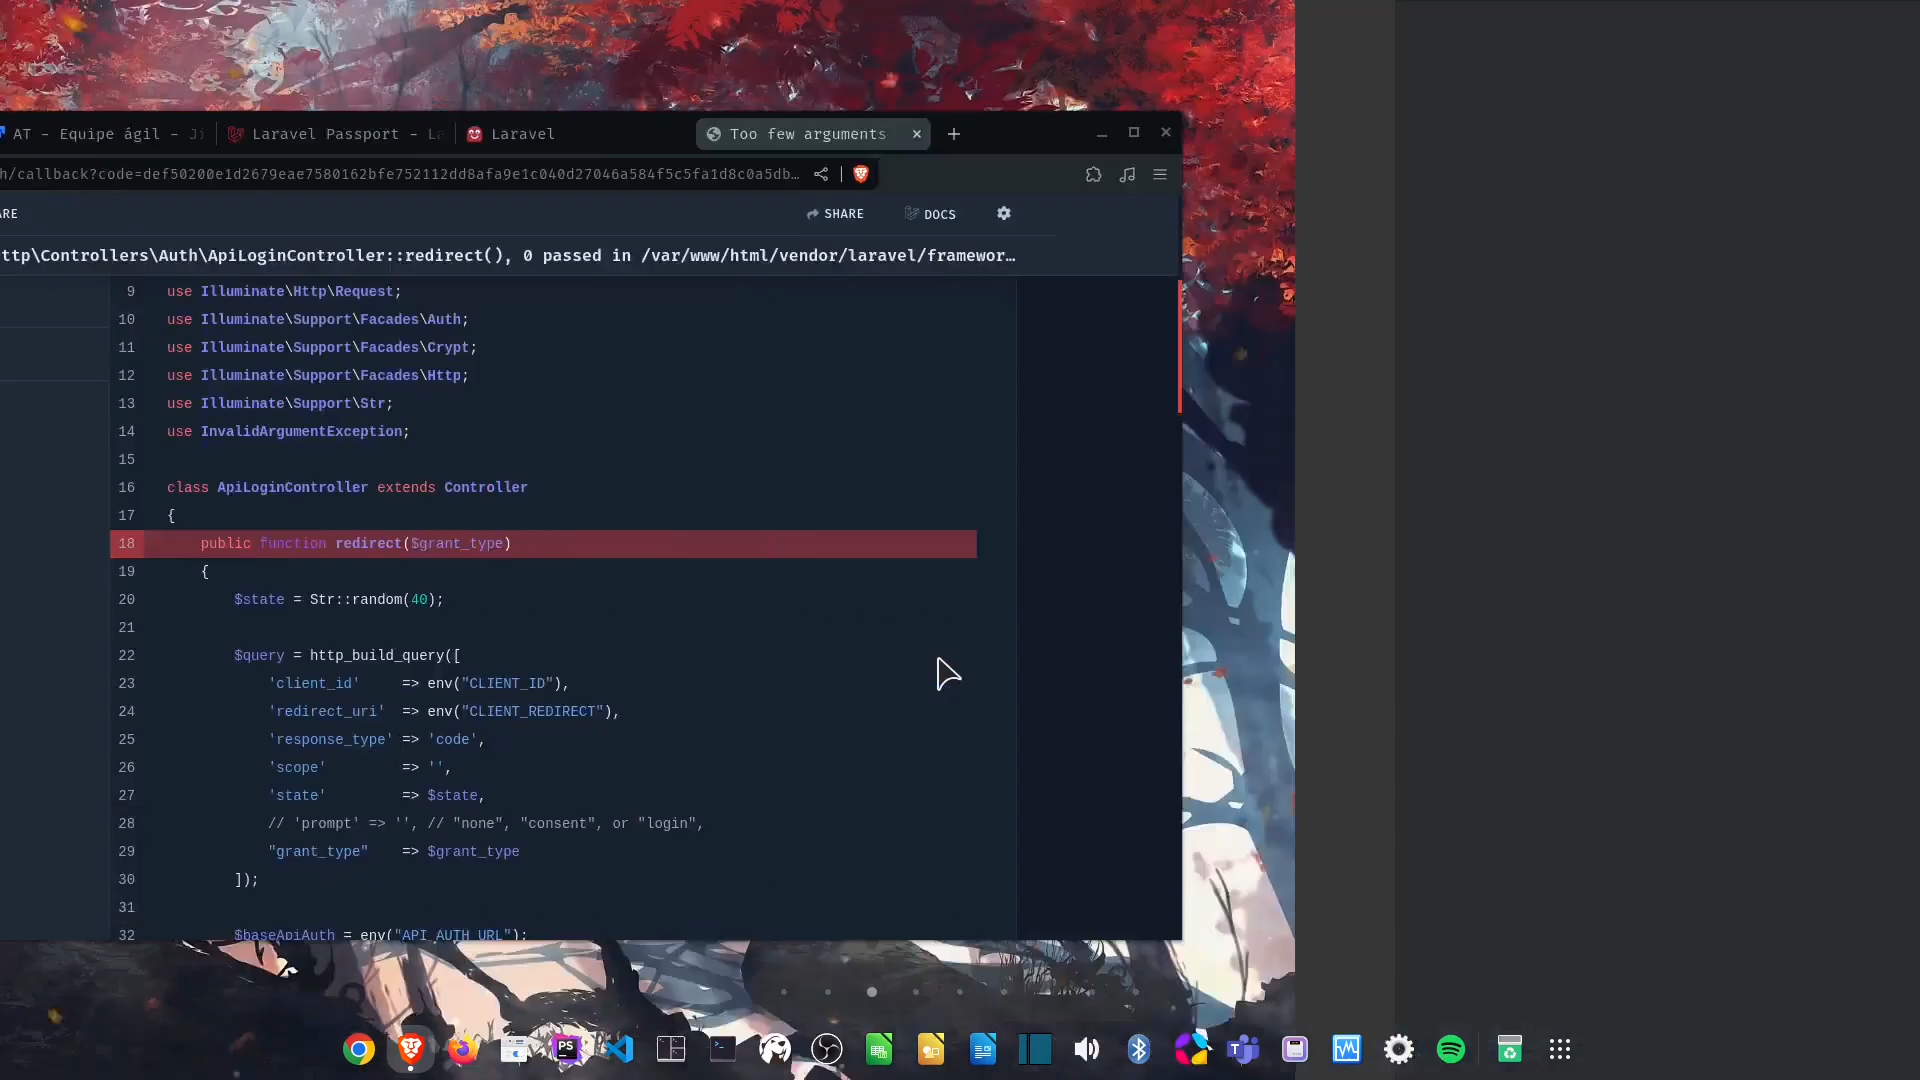 AT - Equipe ágil - Ji
Laravel Passport - La
Laravel
Too few arguments
h/callback?code=def50200e1d2679eae7580162bfe752112dd8afa9e1c040d27046a584f5c5fa1d8c0a5db…
ARE
SHARE
DOCS
ttp\Controllers\Auth\ApiLoginController::redirect(), 0 passed in /var/www/html/vendor/laravel/framewor…
9 use Illuminate\Http\Request;
10 use Illuminate\Support\Facades\Auth;
11 use Illuminate\Support\Facades\Crypt;
12 use Illuminate\Support\Facades\Http;
13 use Illuminate\Support\Str;
14 use InvalidArgumentException;
15
16 class ApiLoginController extends Controller
17 {
18 public function redirect($grant_type)
19 {
20 $state = Str::random(40);
21
22 $query = http_build_query([
23 'client_id' => env("CLIENT_ID"),
24 'redirect_uri' => env("CLIENT_REDIRECT"),
25 'response_type' => 'code',
26 'scope' => '',
27 'state' => $state,
28 // 'prompt' => '', // "none", "consent", or "login",
29 "grant_type" => $grant_type
30 ]);
31
32 $baseApiAuth = env("API_AUTH_URL");
PS